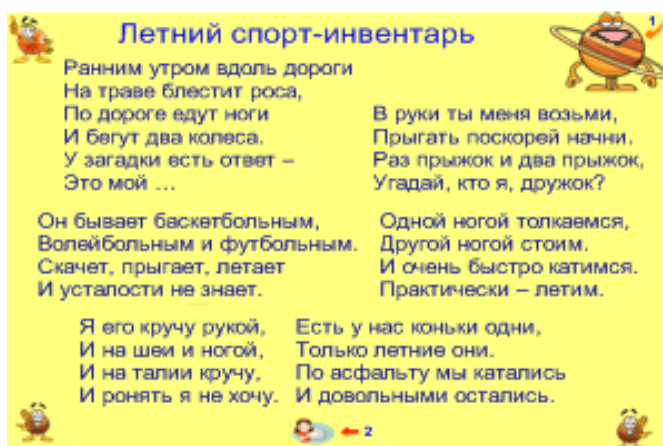 Летний спорт-инвентарь
1
Ранним утром вдоль дороги
На траве блестит роса,
По дороге едут ноги
И бегут два колеса.
У загадки есть ответ –
Это мой ...
В руки ты меня возьми,
Прыгать поскорей начни.
Раз прыжок и два прыжок,
Угадай, кто я, дружок?
Он бывает баскетбольным,
Волейбольным и футбольным.
Скачет, прыгает, летает
И усталости не знает.
Одной ногой толкаемся,
Другой ногой стоим.
И очень быстро катимся.
Практически – летим.
Я его кручу рукой,
И на шеи и ногой,
И на талии кручу,
И ронять я не хочу.
Есть у нас коньки одни,
Только летние они.
По асфальту мы катались
И довольными остались.
2